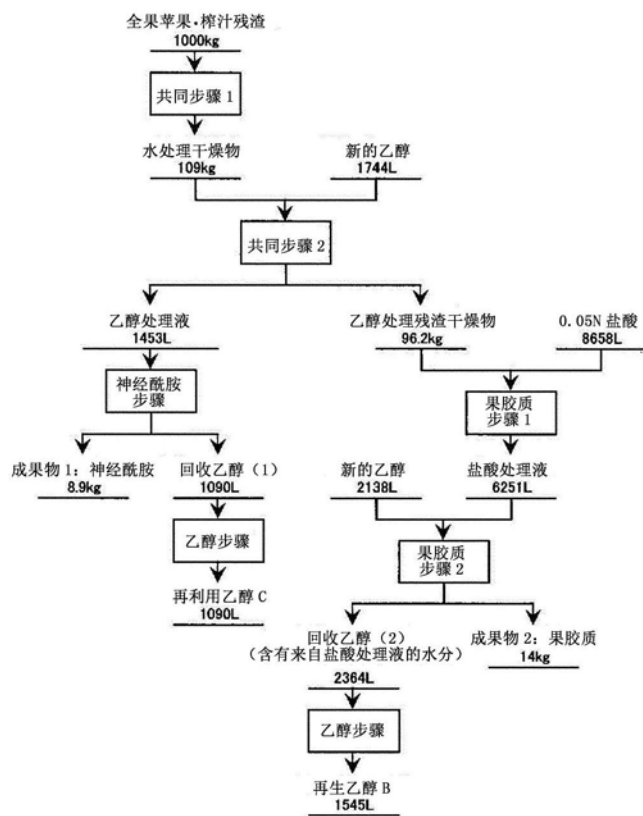 全果苹果·榨汁残渣
1000kg
共同步骤1
水处理干燥物
109kg
新的乙醇
1744L
共同步骤2
乙醇处理液
1453L
乙醇处理残渣干燥物
96.2kg
0.05N 盐酸
8658L
神经酰胺
步骤
果胶质
步骤1
成果物1：神经酰胺
8.9kg
回收乙醇（1）
1090L
新的乙醇
2138L
盐酸处理液
6251L
乙醇步骤
果胶质
步骤2
再利用乙醇C
1090L
回收乙醇（2）
（含有来自盐酸处理液的水分）
2364L
成果物2：果胶质
14kg
乙醇步骤
再生乙醇B
1545L